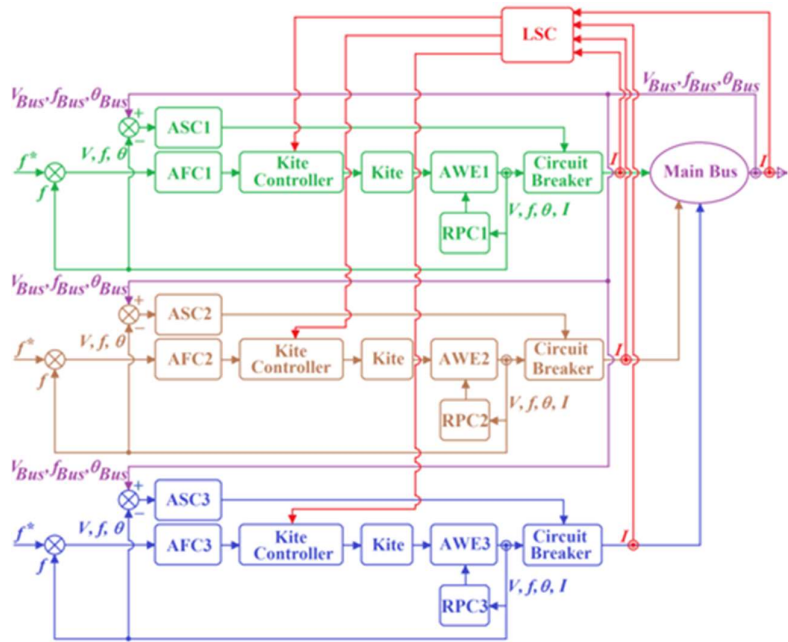 LSC
V_Bus, f_Bus, θ_Bus
V_Bus, f_Bus, θ_Bus
+
−
ASC1
f*
V, f, θ
f
AFC1
Kite
Controller
Kite
AWE1
Circuit
Breaker
I
Main Bus
I
RPC1
V, f, θ, I
V_Bus, f_Bus, θ_Bus
+
−
ASC2
f*
V, f, θ
f
AFC2
Kite
Controller
Kite
AWE2
Circuit
Breaker
I
RPC2
V, f, θ, I
V_Bus, f_Bus, θ_Bus
+
−
ASC3
f*
V, f, θ
f
AFC3
Kite
Controller
Kite
AWE3
Circuit
Breaker
I
RPC3
V, f, θ, I